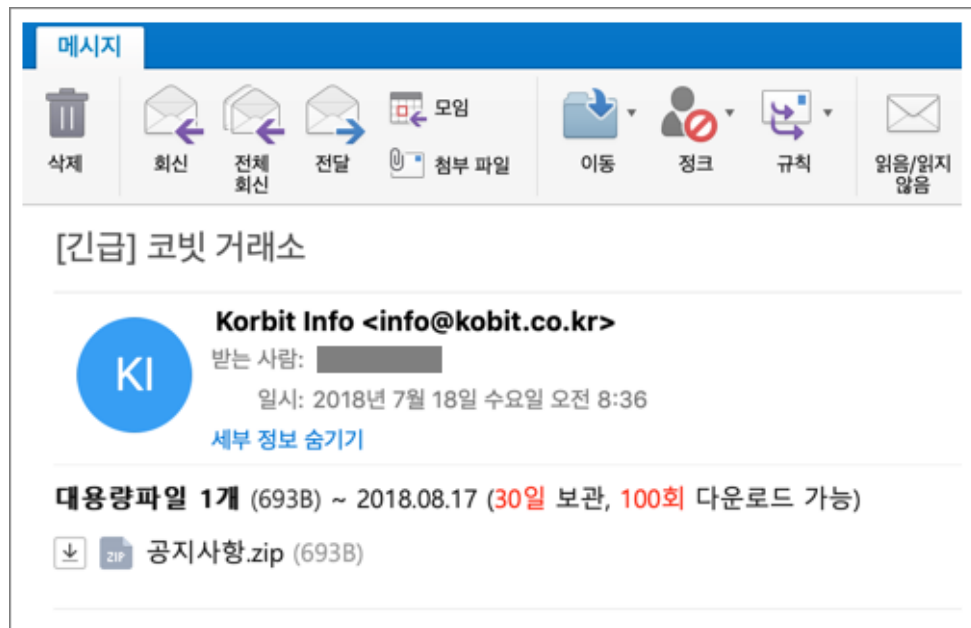 메시지
삭제
회신
전체
회신
전달
모임
첨부 파일
이동
정크
규칙
읽음/읽지
않음
[긴급] 코빗 거래소
KI
Korbit Info <info@kobit.co.kr>
받는 사람:
일시: 2018년 7월 18일 수요일 오전 8:36
세부 정보 숨기기
대용량파일 1개 (693B) ~ 2018.08.17 (30일 보관, 100회 다운로드 가능)
ZIP 공지사항.zip (693B)